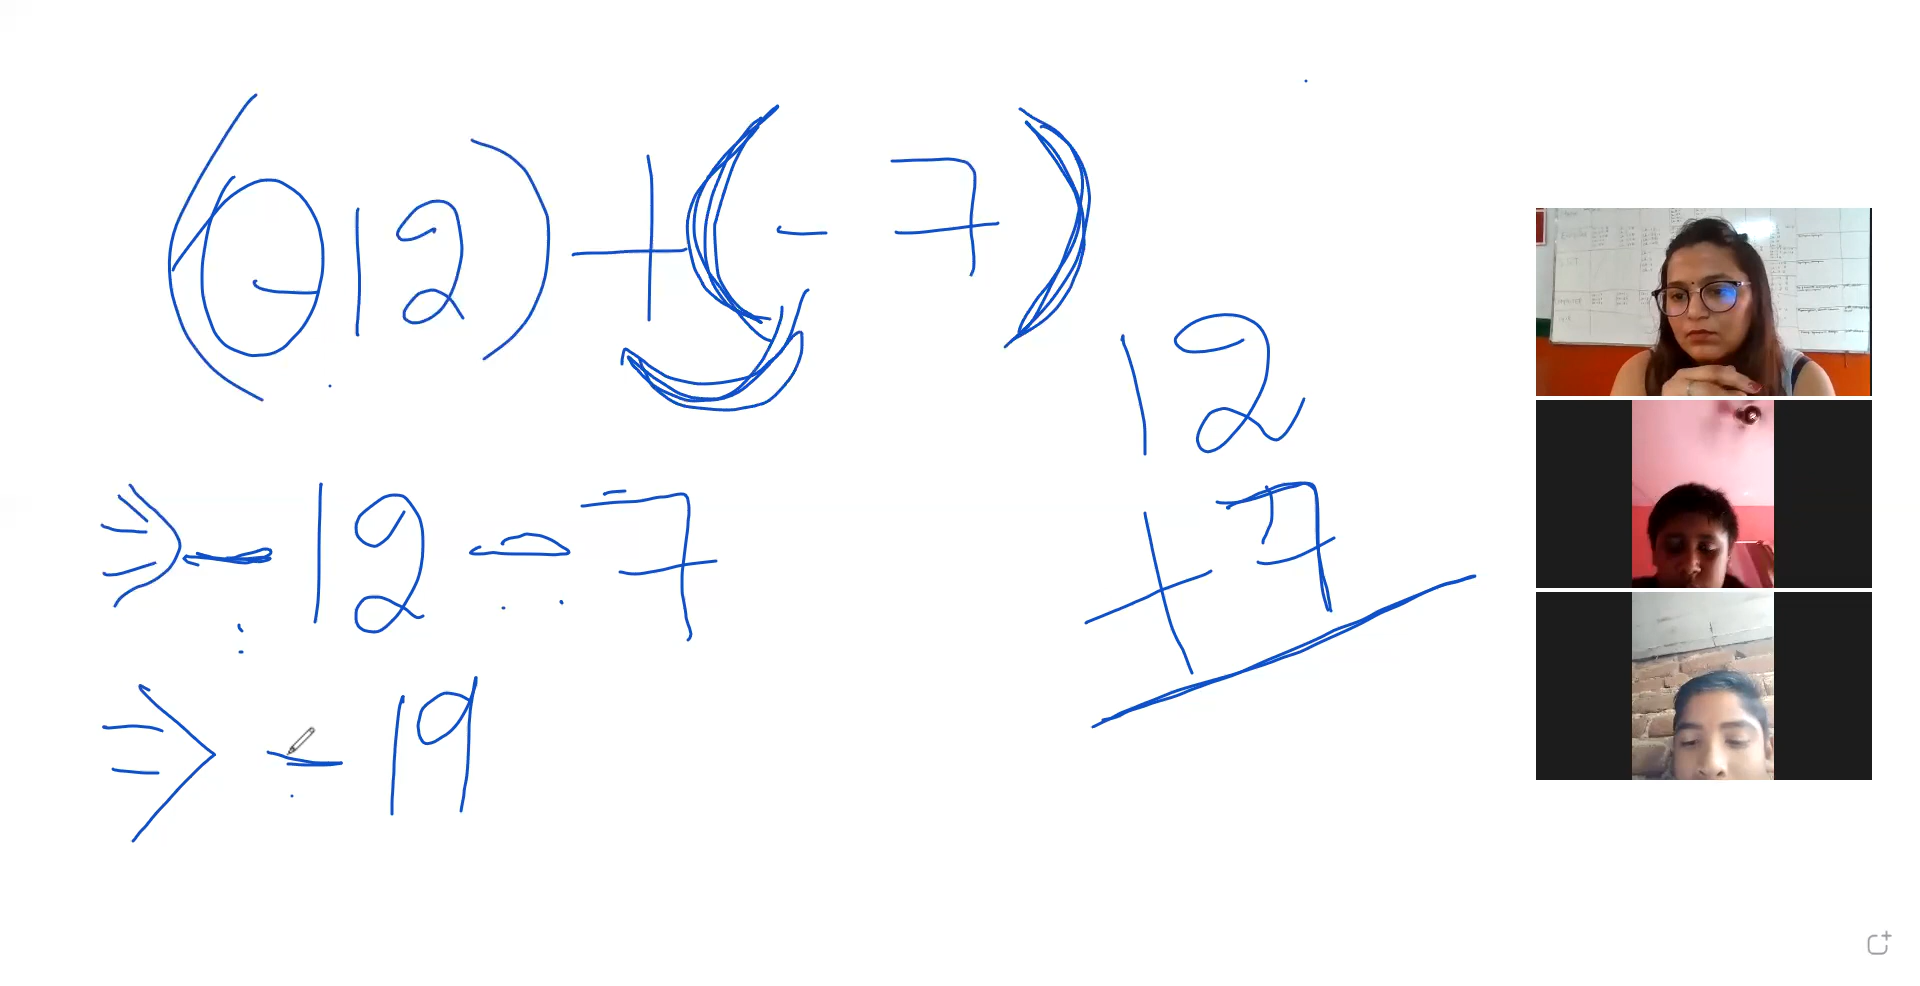 (-12) + (-7)
⇒ -12 - 7
⇒ -19
12
+ 7